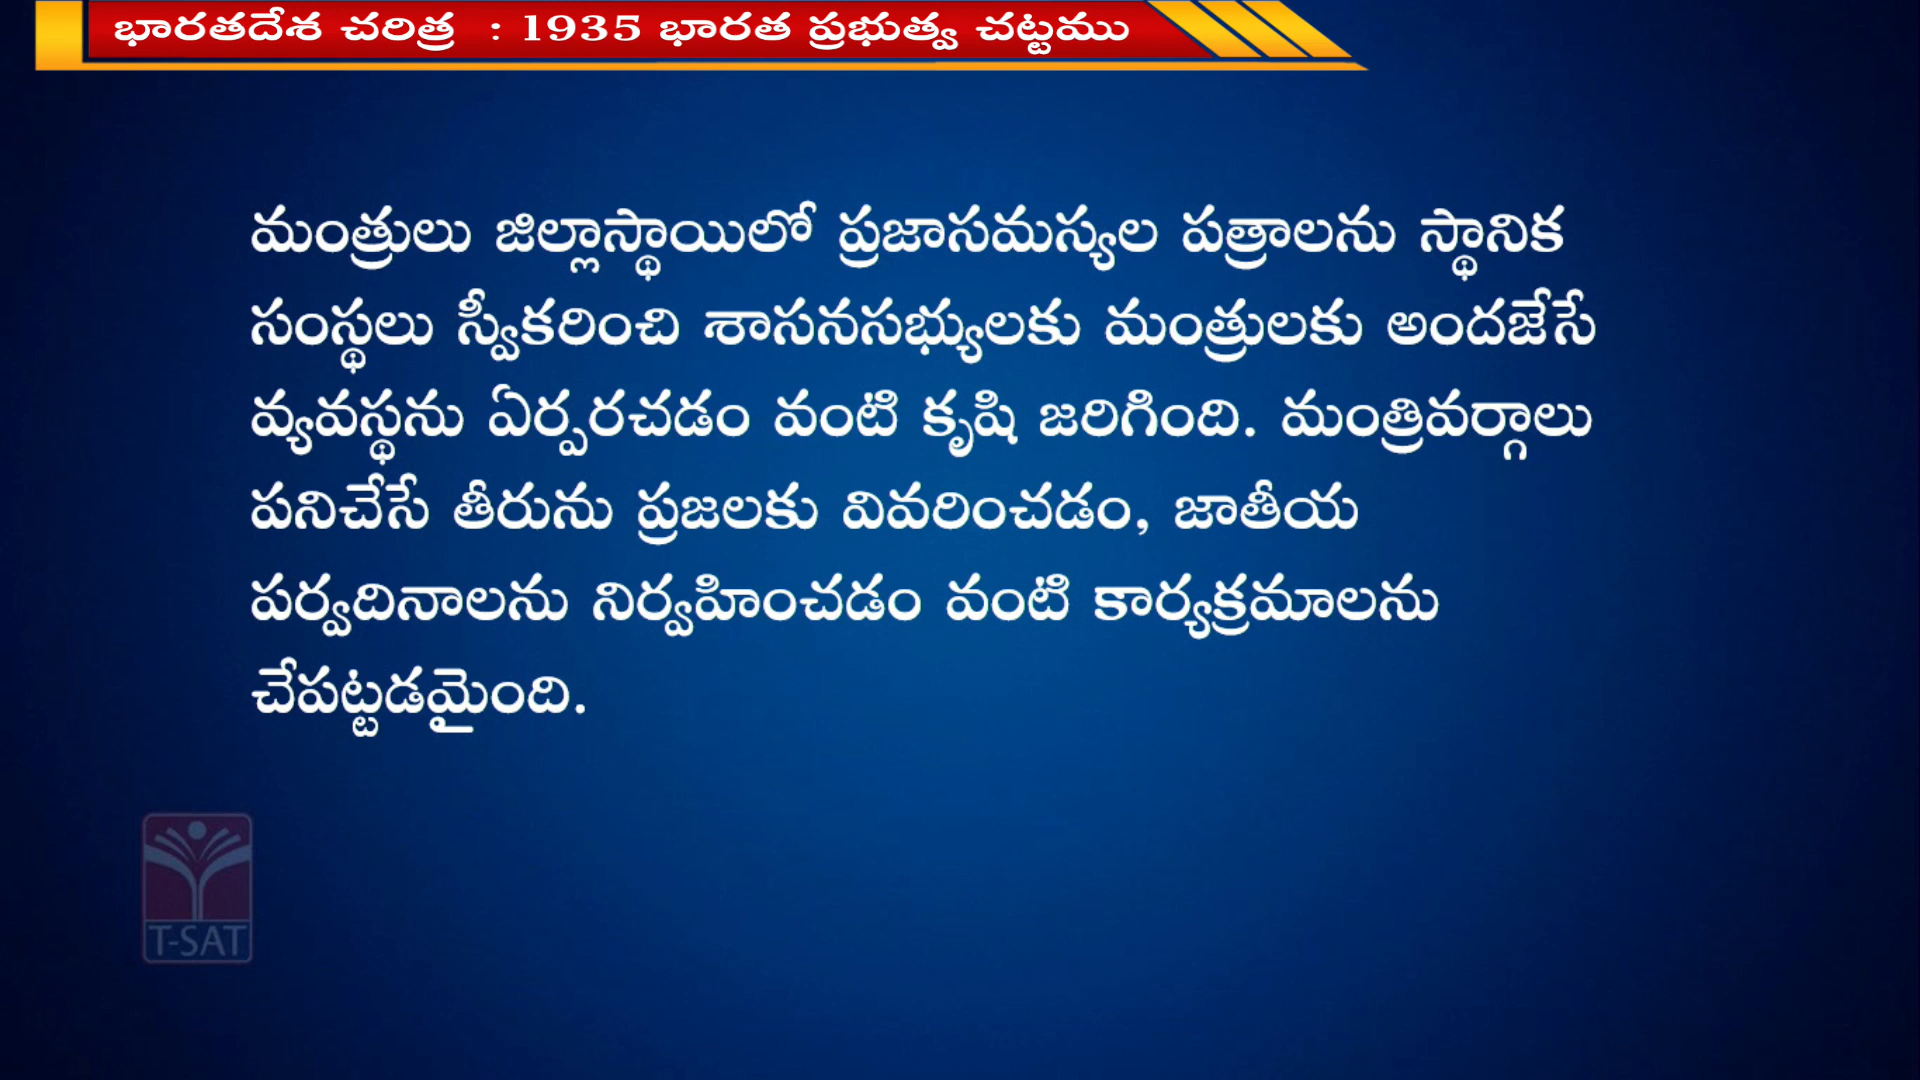 భారతదేశ చరిత్ర : 1935 భారత ప్రభుత్వ చట్టము
మంత్రులు జిల్లాస్థాయిలో ప్రజాసమస్యల పత్రాలను స్థానిక
సంస్థలు స్వీకరించి శాసనసభ్యులకు మంత్రులకు అందజేసే
వ్యవస్థను ఏర్పరచడం వంటి కృషి జరిగింది. మంత్రివర్గాలు
పనిచేసే తీరును ప్రజలకు వివరించడం, జాతీయ
పర్వదినాలను నిర్వహించడం వంటి కార్యక్రమాలను
చేపట్టడమైంది.
T-SAT